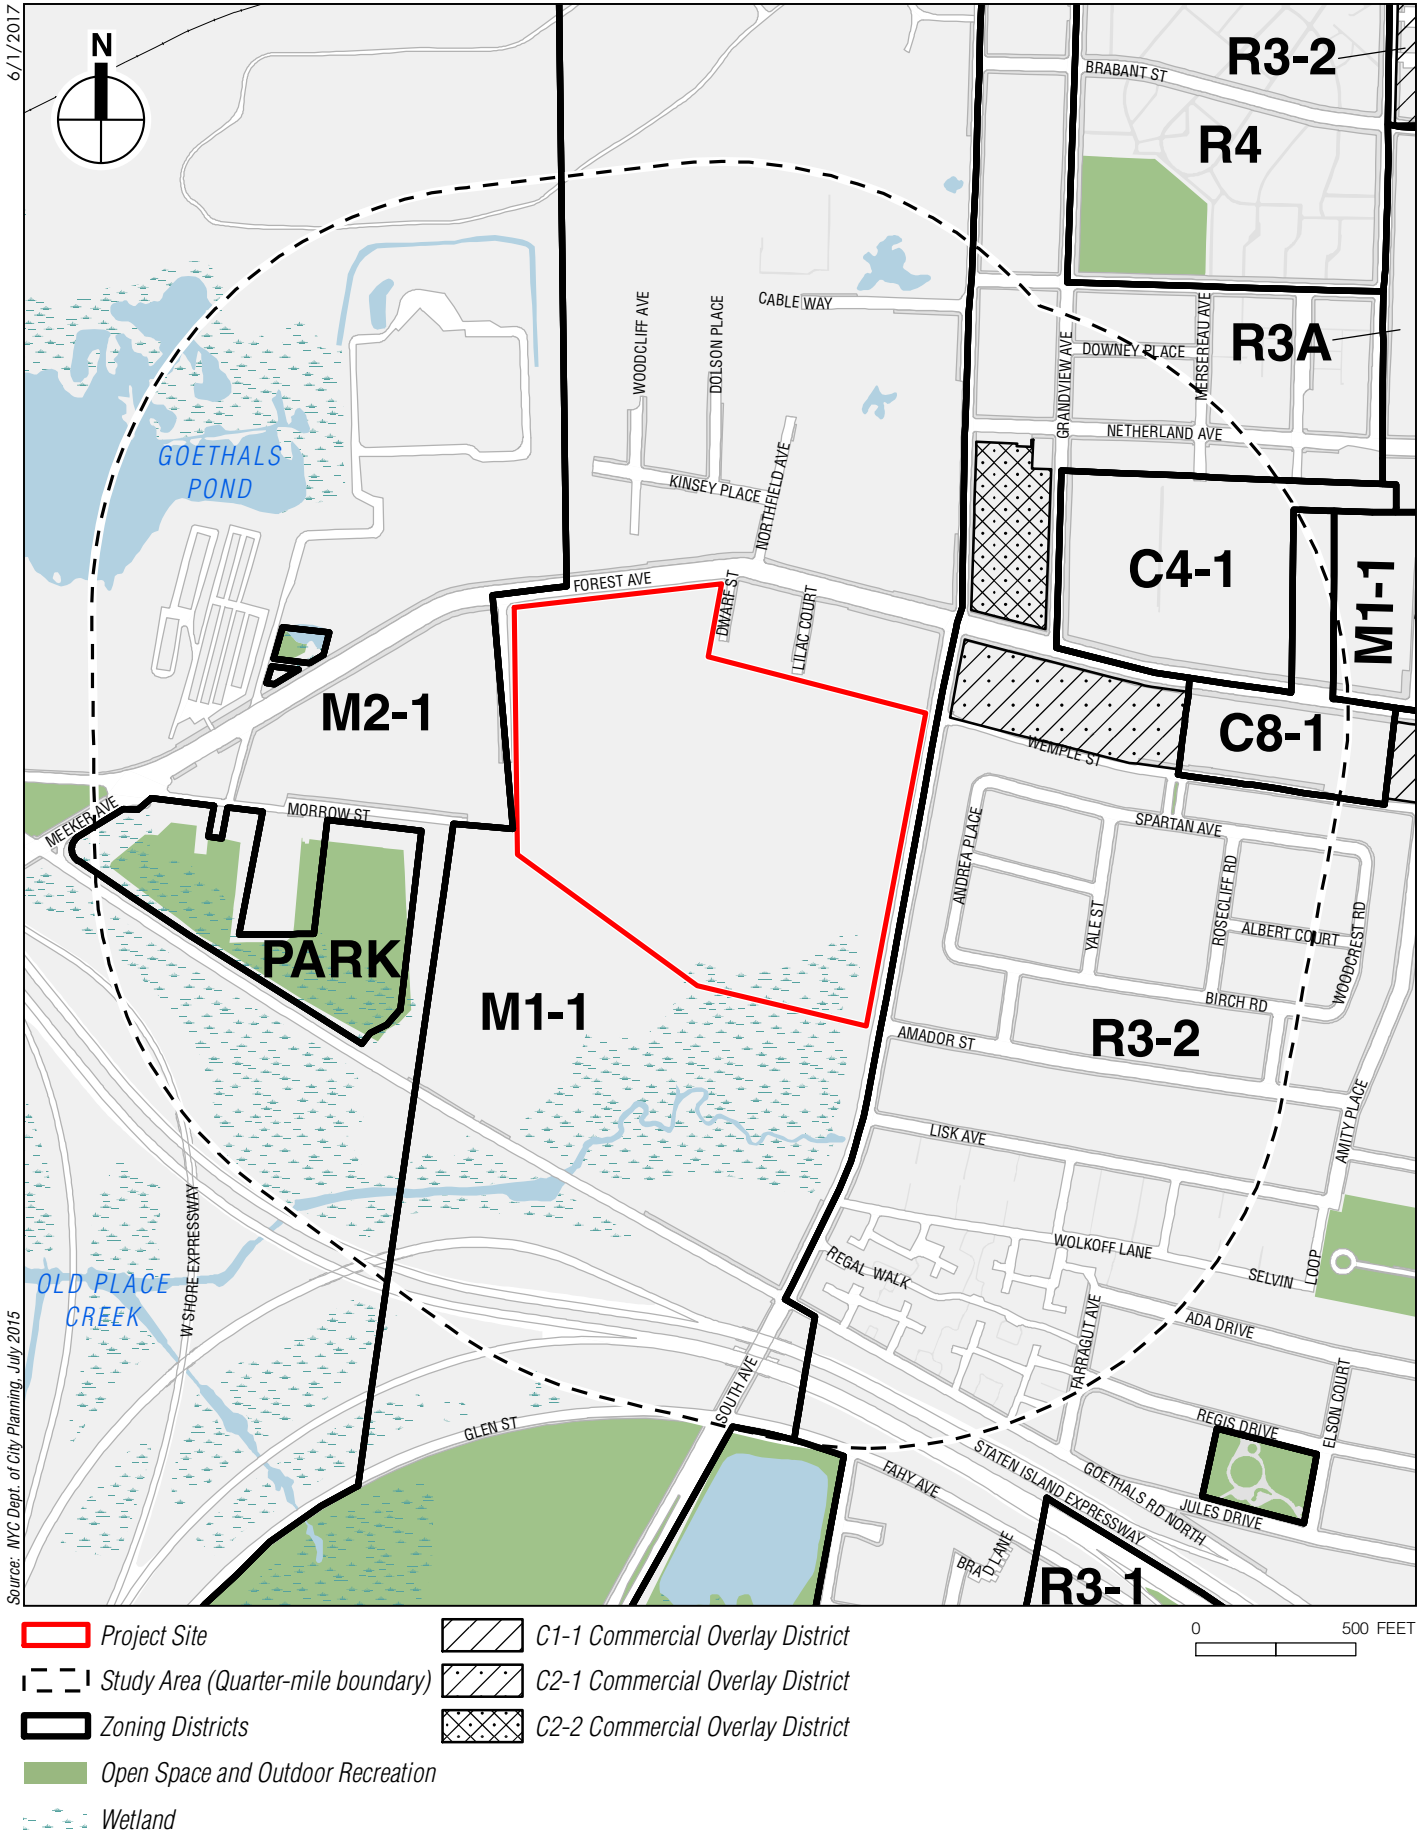 6/1/2017
N
BRABANT ST
R3-2
R4
CABLE WAY
WOODCLIFF AVE
DOLSON PLACE
GRANDVIEW AVE
DOWNEY PLACE
MERSEREAU AVE
R3A
NETHERLAND AVE
GOETHALS
POND
KINSEY PLACE
NORTHFIELD AVE
C4-1
M1-1
FOREST AVE
DWARF ST
LILAC COURT
M2-1
C8-1
WEMPLE ST
MEEKER AVE
MORROW ST
ANDREA PLACE
SPARTAN AVE
YALE ST
ROSECLIFF RD
ALBERT COURT
WOODCREST RD
PARK
M1-1
BIRCH RD
AMADOR ST
R3-2
LISK AVE
AMITY PLACE
W SHORE EXPRESSWAY
WOLKOFF LANE
REGAL WALK
SELVIN LOOP
OLD PLACE
CREEK
FARRAGUT AVE
ADA DRIVE
SOUTH AVE
ELSON COURT
REGIS DRIVE
GLEN ST
STATEN ISLAND EXPRESSWAY
FAHY AVE
GOETHALS RD NORTH
JULES DRIVE
BRAD LANE
R3-1
Source: NYC Dept. of City Planning, July 2015
Project Site
Study Area (Quarter-mile boundary)
Zoning Districts
Open Space and Outdoor Recreation
Wetland
C1-1 Commercial Overlay District
C2-1 Commercial Overlay District
C2-2 Commercial Overlay District
0 500 FEET